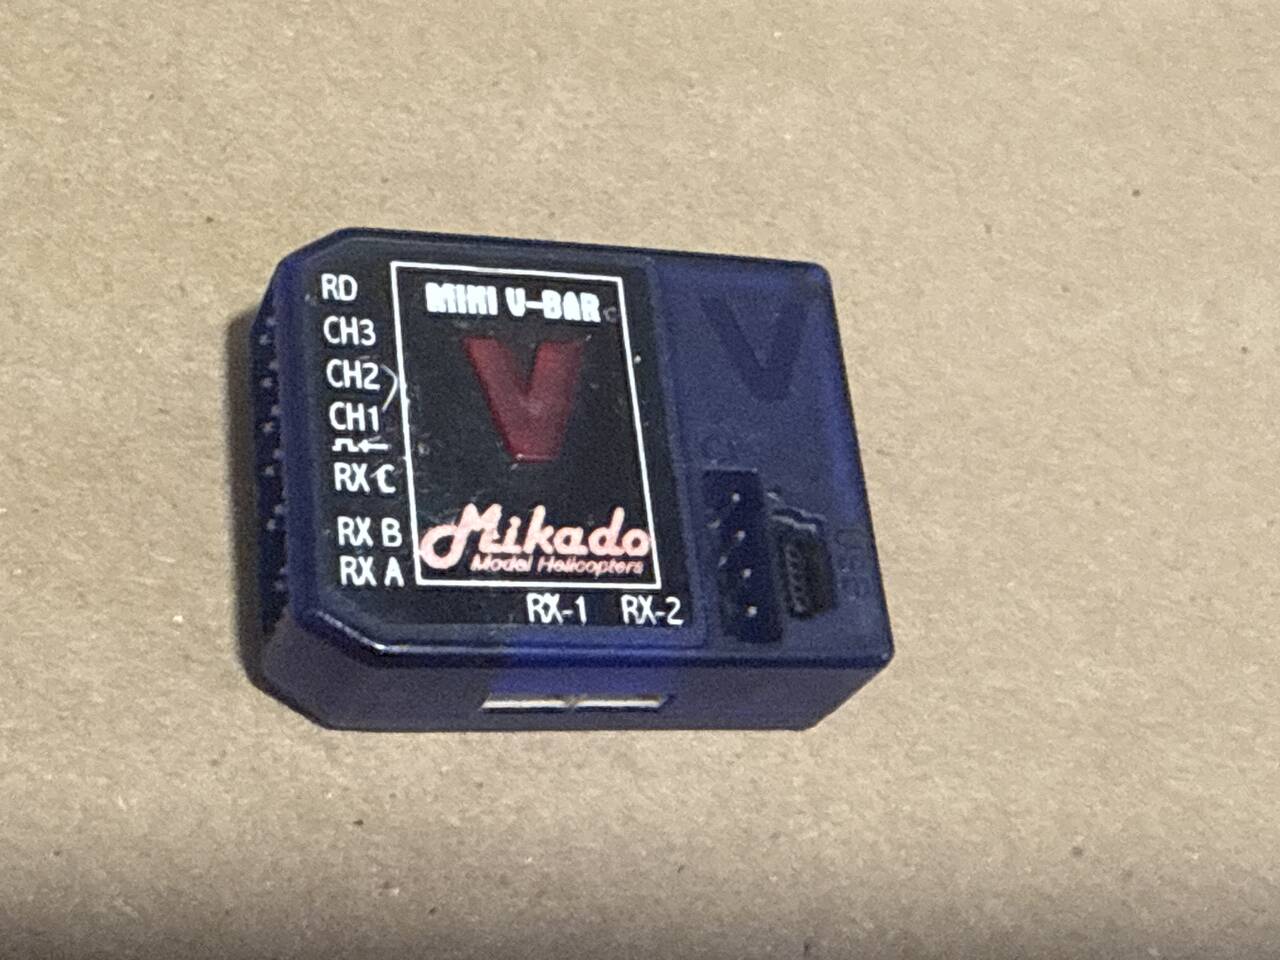 MINI V-BAR
V
Mikado
Model Helicopters
RD
CH3
CH2
CH1
RX C
RX B
RX A
RX-1 RX-2
V
USB